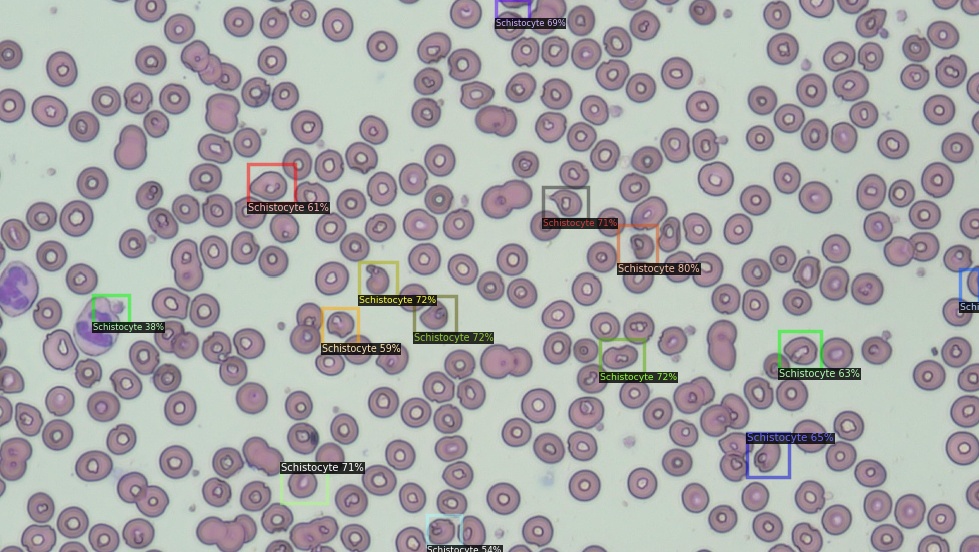 Schistocyte 69%
Schistocyte 61%
Schistocyte 71%
Schistocyte 80%
Schistocyte 72%
Schi
Schistocyte 38%
Schistocyte 59%
Schistocyte 72%
Schistocyte 72%
Schistocyte 63%
Schistocyte 65%
Schistocyte 71%
Schistocyte 54%